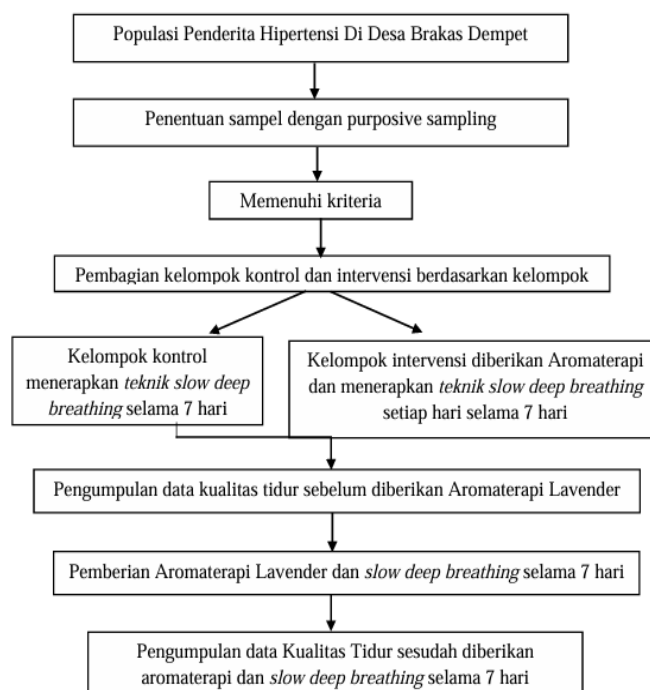 Populasi Penderita Hipertensi Di Desa Brakas Dempet
Penentuan sampel dengan purposive sampling
Memenuhi kriteria
Pembagian kelompok kontrol dan intervensi berdasarkan kelompok
Kelompok kontrol
menerapkan teknik slow deep
breathing selama 7 hari
Kelompok intervensi diberikan Aromaterapi
dan menerapkan teknik slow deep breathing
setiap hari selama 7 hari
Pengumpulan data kualitas tidur sebelum diberikan Aromaterapi Lavender
Pemberian Aromaterapi Lavender dan slow deep breathing selama 7 hari
Pengumpulan data Kualitas Tidur sesudah diberikan
aromaterapi dan slow deep breathing selama 7 hari